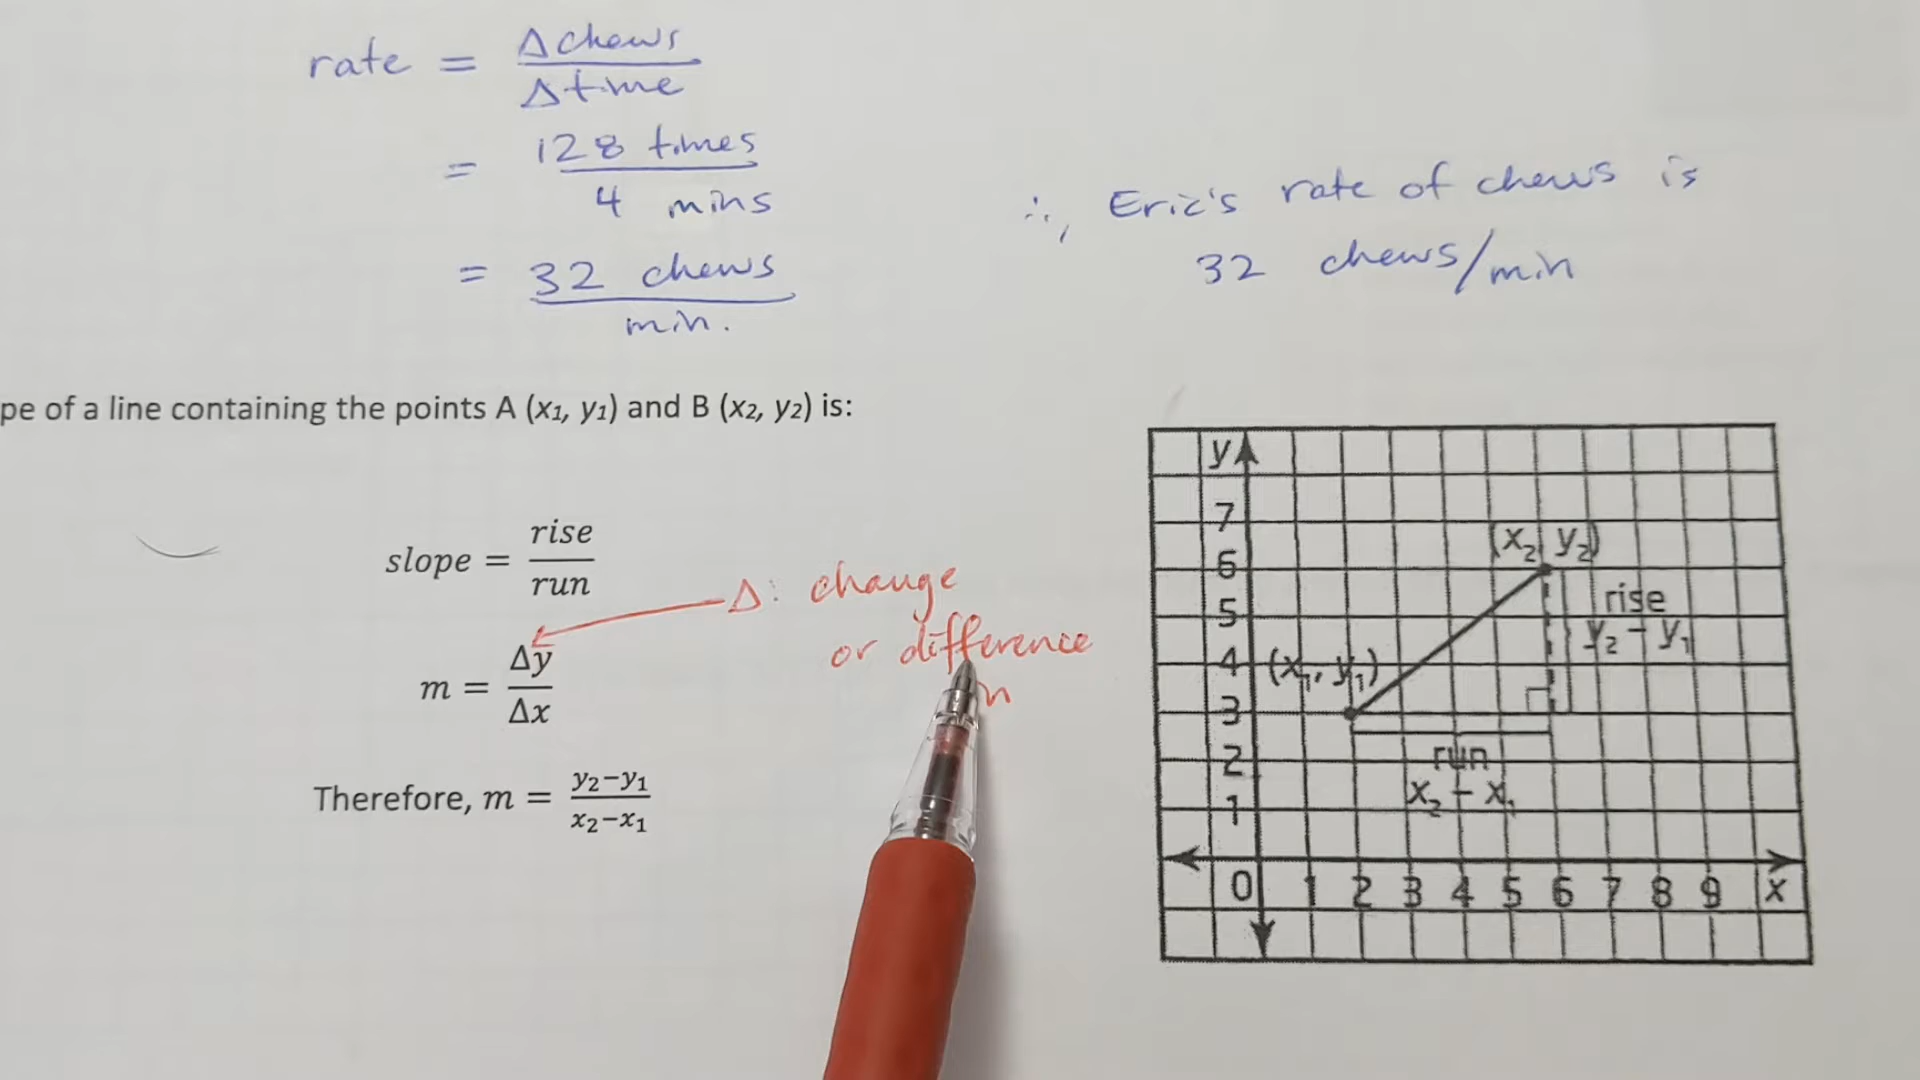 rate = Δchews
Δtime
= 128 times
4 mins
= 32 chews
min.
∴, Eric's rate of chews is
32 chews/min
pe of a line containing the points A (x₁, y₁) and B (x₂, y₂) is:
slope = rise
run
Δ: change
or difference
m = Δy
Δx
Therefore, m = y₂−y₁
x₂−x₁
y
7
6
5
4
3
2
1
0 1 2 3 4 5 6 7 8 9 x
(x₂ y₂)
rise
y₂ − y₁
(x₁, y₁)
run
x₂ − x₁